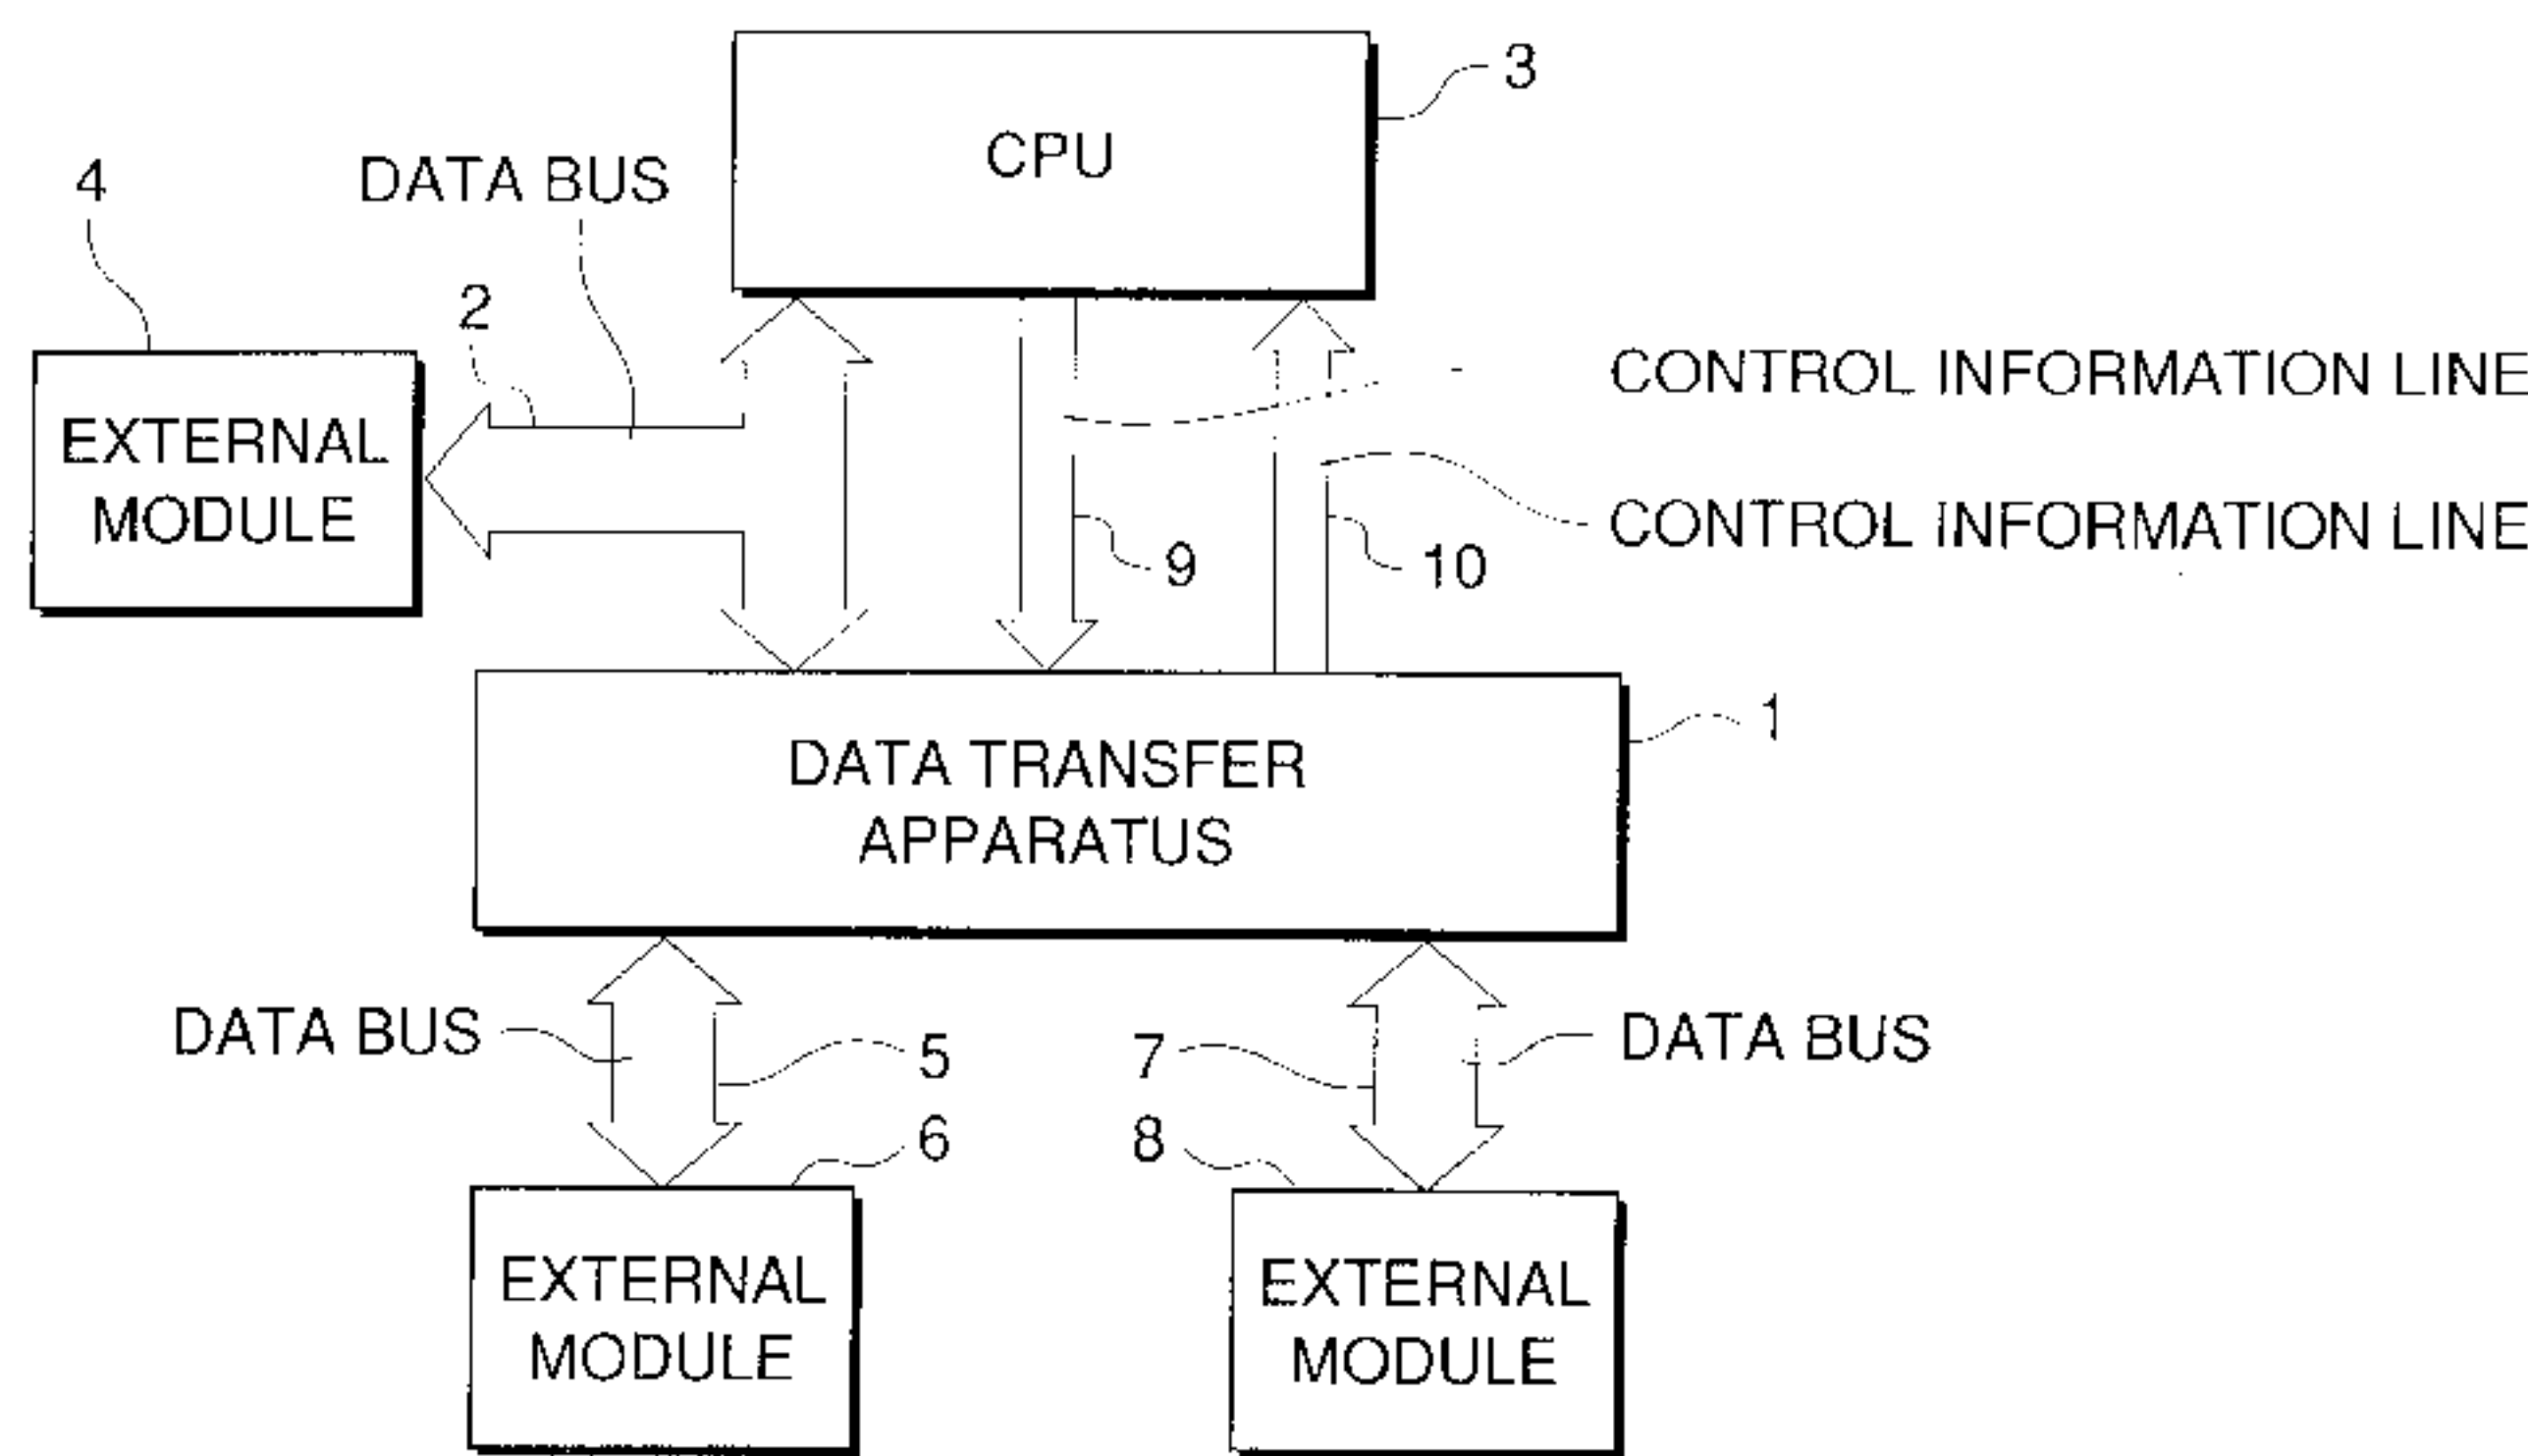 3
CPU
4
DATA BUS
2
EXTERNAL
MODULE
CONTROL INFORMATION LINE
CONTROL INFORMATION LINE
9
10
1
DATA TRANSFER
APPARATUS
DATA BUS
5
7
DATA BUS
6
8
EXTERNAL
MODULE
EXTERNAL
MODULE